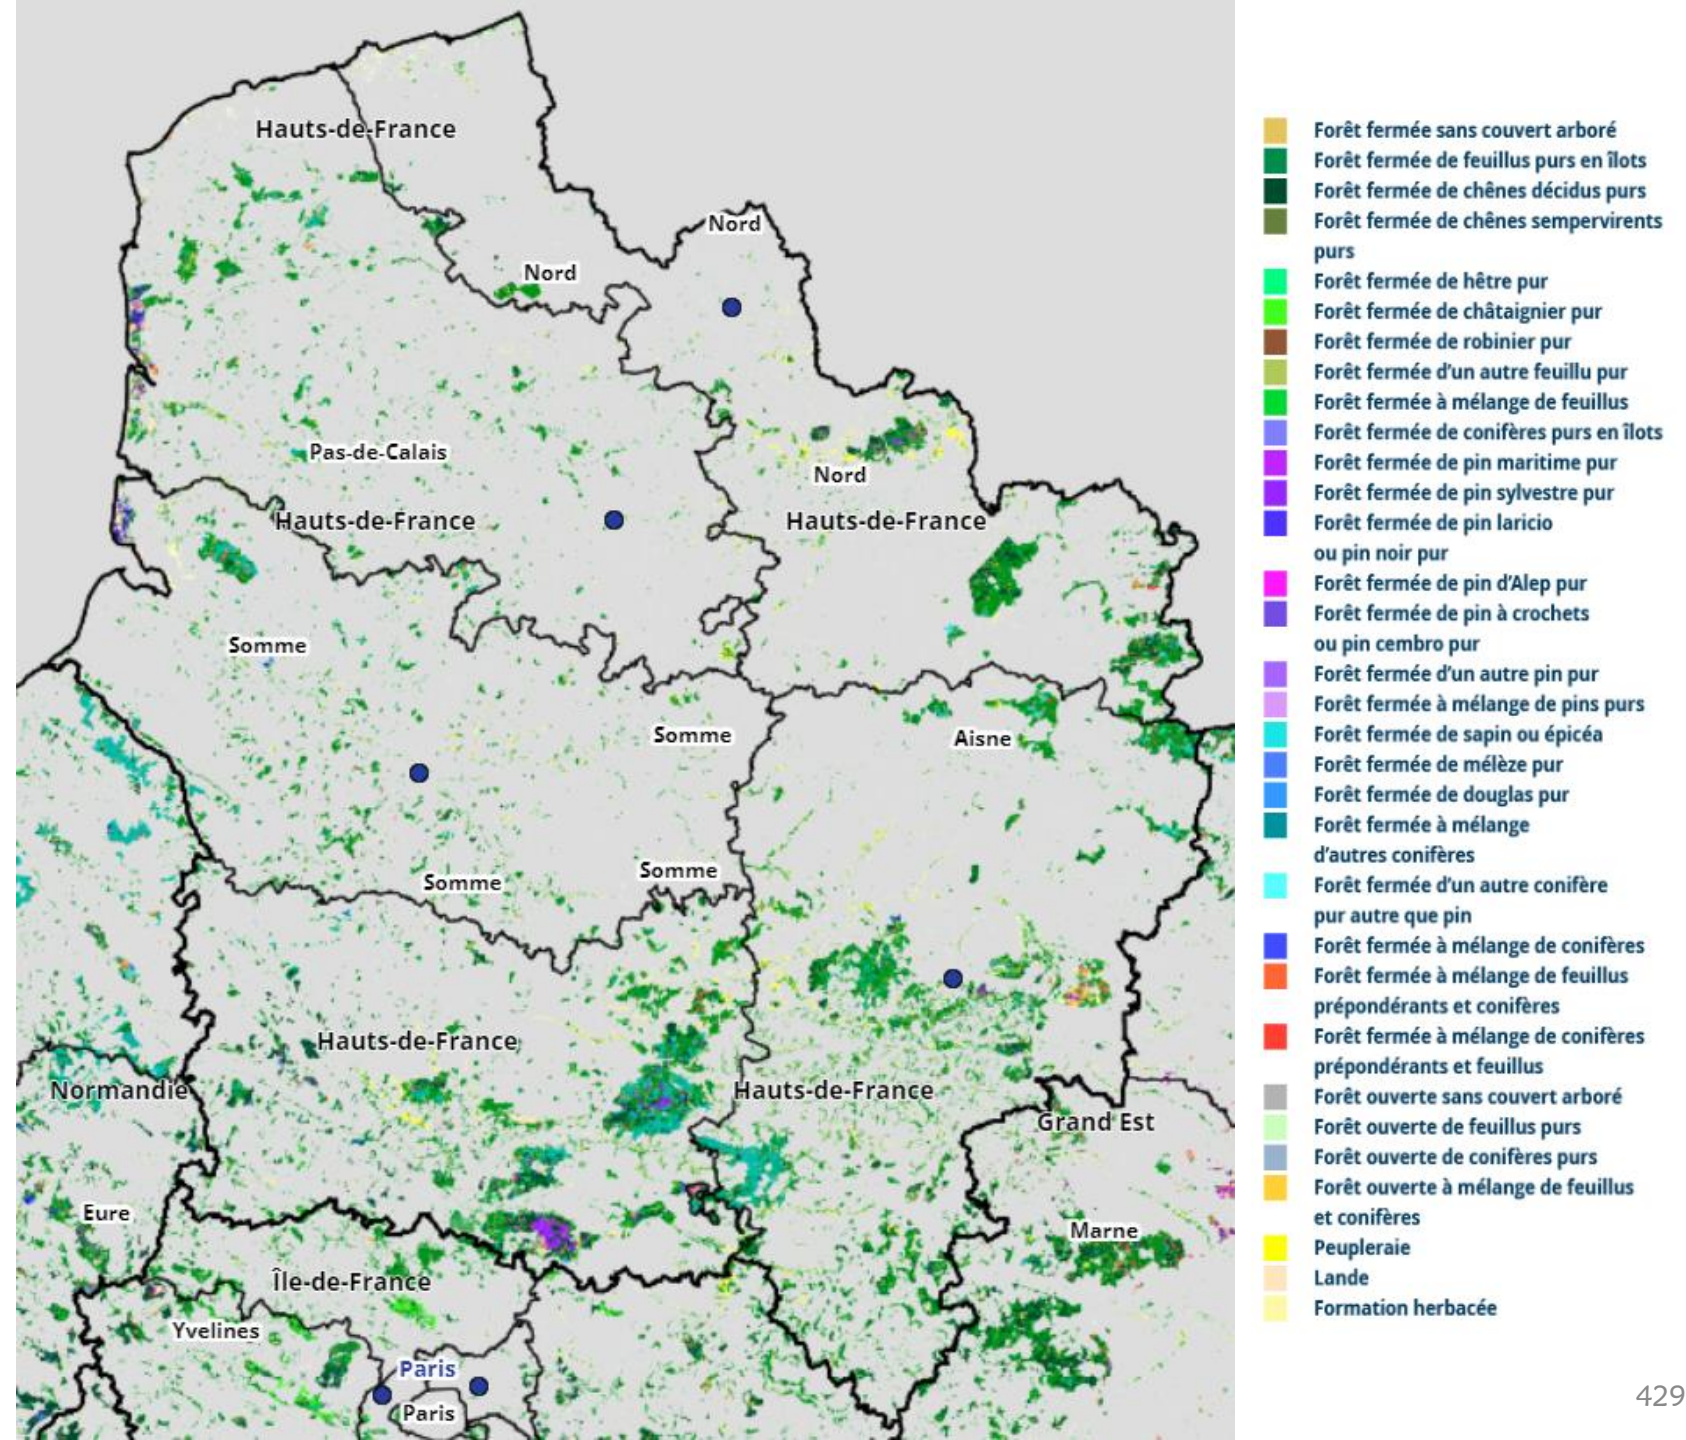 Hauts-de-France
Nord
Nord
Pas-de-Calais
Nord
Hauts-de-France
Hauts-de-France
Somme
Somme
Aisne
Somme
Somme
Hauts-de-France
Normandie
Hauts-de-France
Grand Est
Eure
Marne
Île-de-France
Yvelines
Paris
Paris
Forêt fermée sans couvert arboré
Forêt fermée de feuillus purs en îlots
Forêt fermée de chênes décidus purs
Forêt fermée de chênes sempervirents
purs
Forêt fermée de hêtre pur
Forêt fermée de châtaignier pur
Forêt fermée de robinier pur
Forêt fermée d’un autre feuillu pur
Forêt fermée à mélange de feuillus
Forêt fermée de conifères purs en îlots
Forêt fermée de pin maritime pur
Forêt fermée de pin sylvestre pur
Forêt fermée de pin laricio
ou pin noir pur
Forêt fermée de pin d’Alep pur
Forêt fermée de pin à crochets
ou pin cembro pur
Forêt fermée d’un autre pin pur
Forêt fermée à mélange de pins purs
Forêt fermée de sapin ou épicéa
Forêt fermée de mélèze pur
Forêt fermée de douglas pur
Forêt fermée à mélange
d’autres conifères
Forêt fermée d’un autre conifère
pur autre que pin
Forêt fermée à mélange de conifères
Forêt fermée à mélange de feuillus
prépondérants et conifères
Forêt fermée à mélange de conifères
prépondérants et feuillus
Forêt ouverte sans couvert arboré
Forêt ouverte de feuillus purs
Forêt ouverte de conifères purs
Forêt ouverte à mélange de feuillus
et conifères
Peupleraie
Lande
Formation herbacée
429